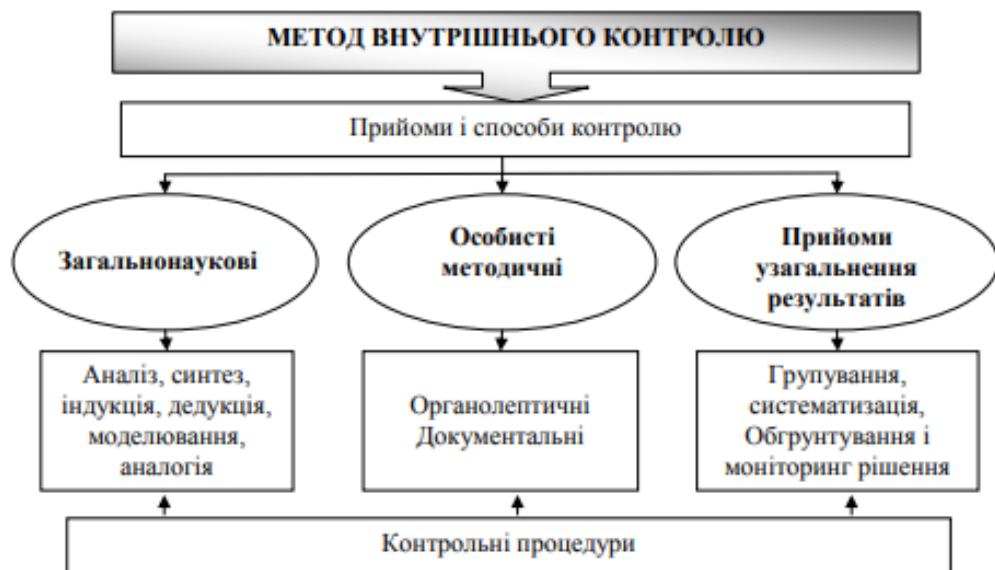 МЕТОД ВНУТРІШНЬОГО КОНТРОЛЮ
Прийоми і способи контролю
Загальнонаукові
Особисті
методичні
Прийоми
узагальнення
результатів
Аналіз, синтез,
індукція, дедукція,
моделювання,
аналогія
Органолептичні
Документальні
Групування,
систематизація,
Обгрунтування і
моніторинг рішення
Контрольні процедури